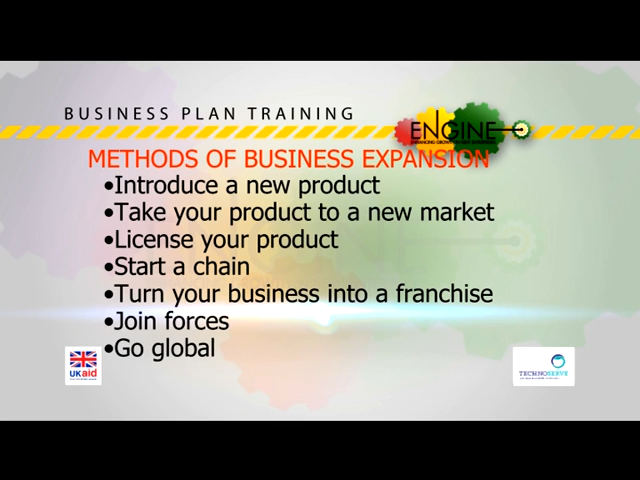 BUSINESS PLAN TRAINING
ENGINE
METHODS OF BUSINESS EXPANSION
•Introduce a new product
•Take your product to a new market
•License your product
•Start a chain
•Turn your business into a franchise
•Join forces
•Go global
UKaid
TECHNOSERVE